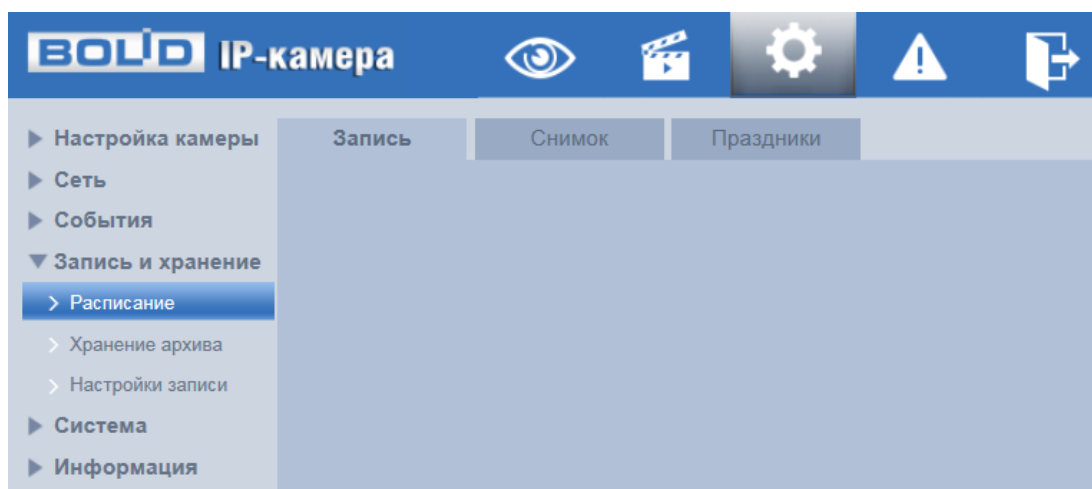 BOLID IP-камера
Настройка камеры
Сеть
События
Запись и хранение
Расписание
Хранение архива
Настройки записи
Система
Информация
Запись
Снимок
Праздники